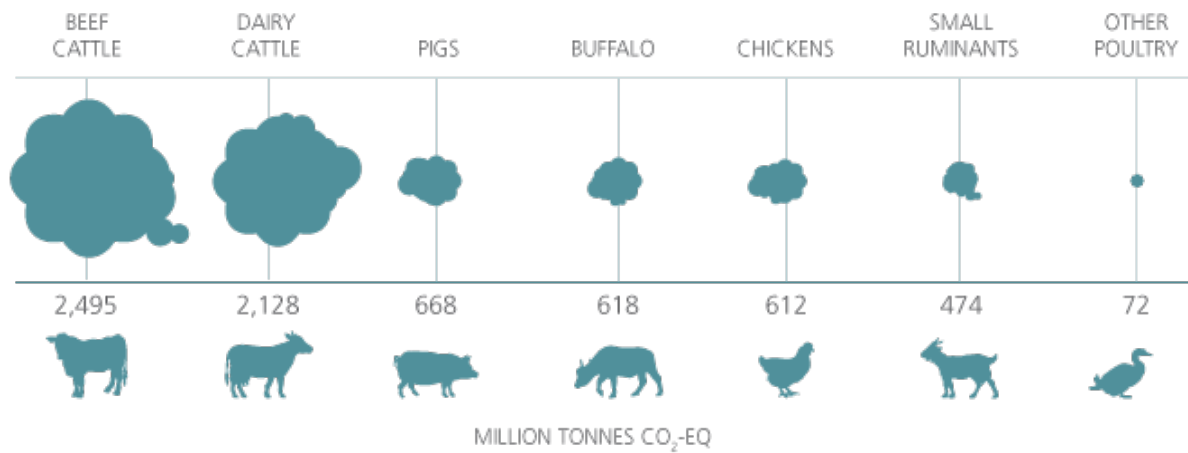 BEEF
CATTLE
DAIRY
CATTLE
PIGS
BUFFALO
CHICKENS
SMALL
RUMINANTS
OTHER
POULTRY
2,495
2,128
668
618
612
474
72
MILLION TONNES CO₂-EQ